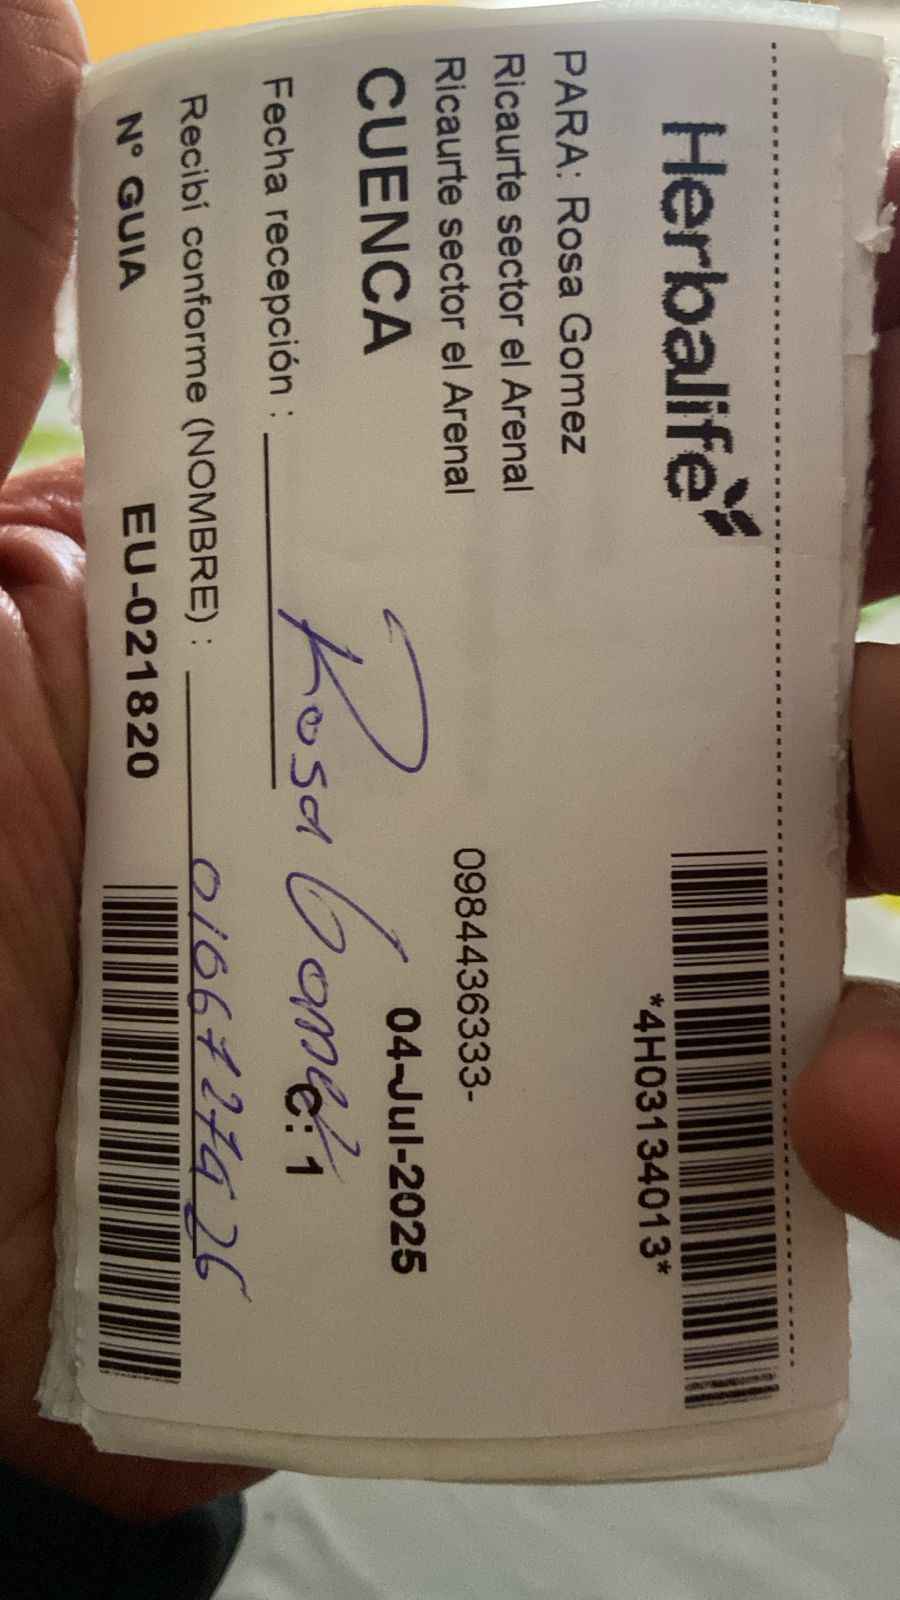 Herbalife
*4H03134013*
PARA: Rosa Gomez
Ricaurte sector el Arenal
Ricaurte sector el Arenal
0984436333-
CUENCA
04-Jul-2025
Fecha recepción :
Rosa Gomez
C: 1
Recibí conforme (NOMBRE) :
N° GUIA
EU-021820